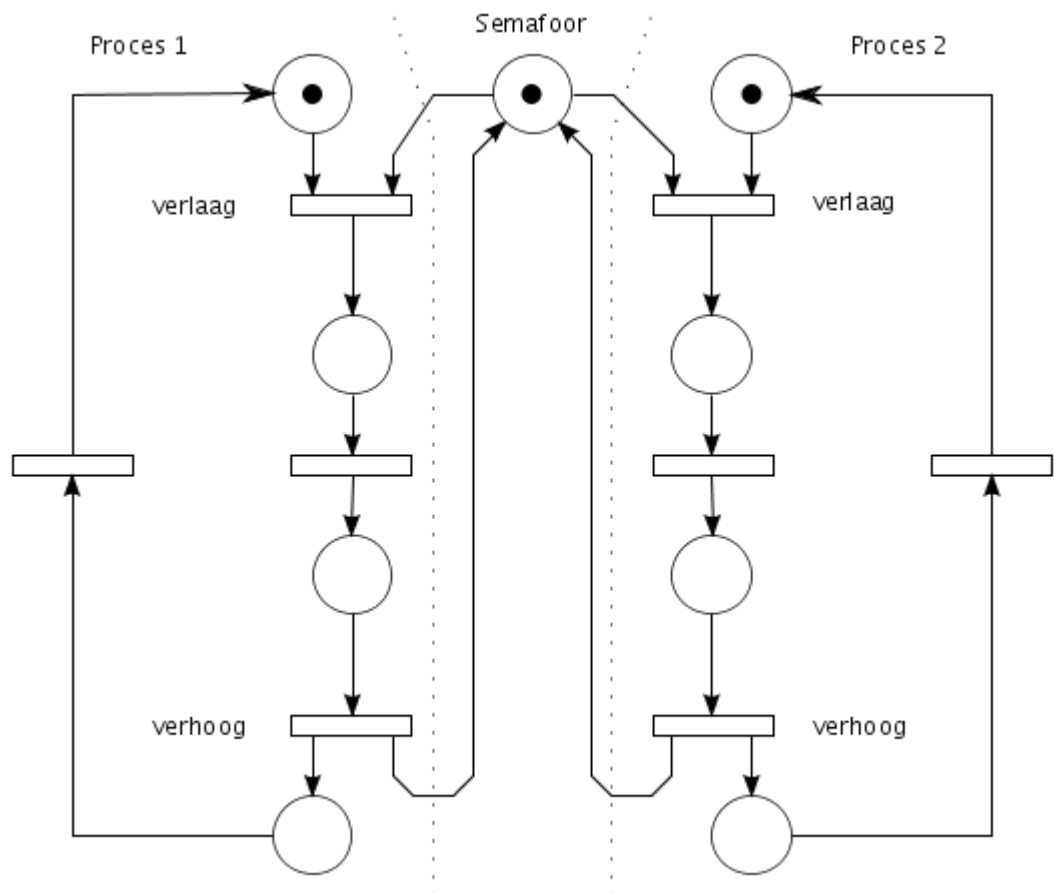 Semafoor
Proces 1
Proces 2
verlaag
verlaag
verhoog
verhoog